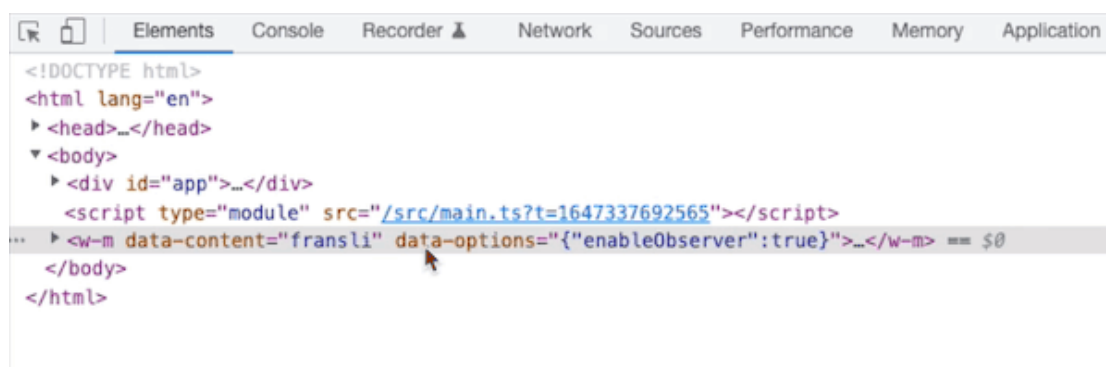 Elements Console Recorder Network Sources Performance Memory Application
<!DOCTYPE html>
<html lang="en">
<head>…</head>
<body>
<div id="app">…</div>
<script type="module" src="/src/main.ts?t=1647337692565"></script>
<w-m data-content="fransli" data-options="{"enableObserver":true}">…</w-m> == $0
</body>
</html>